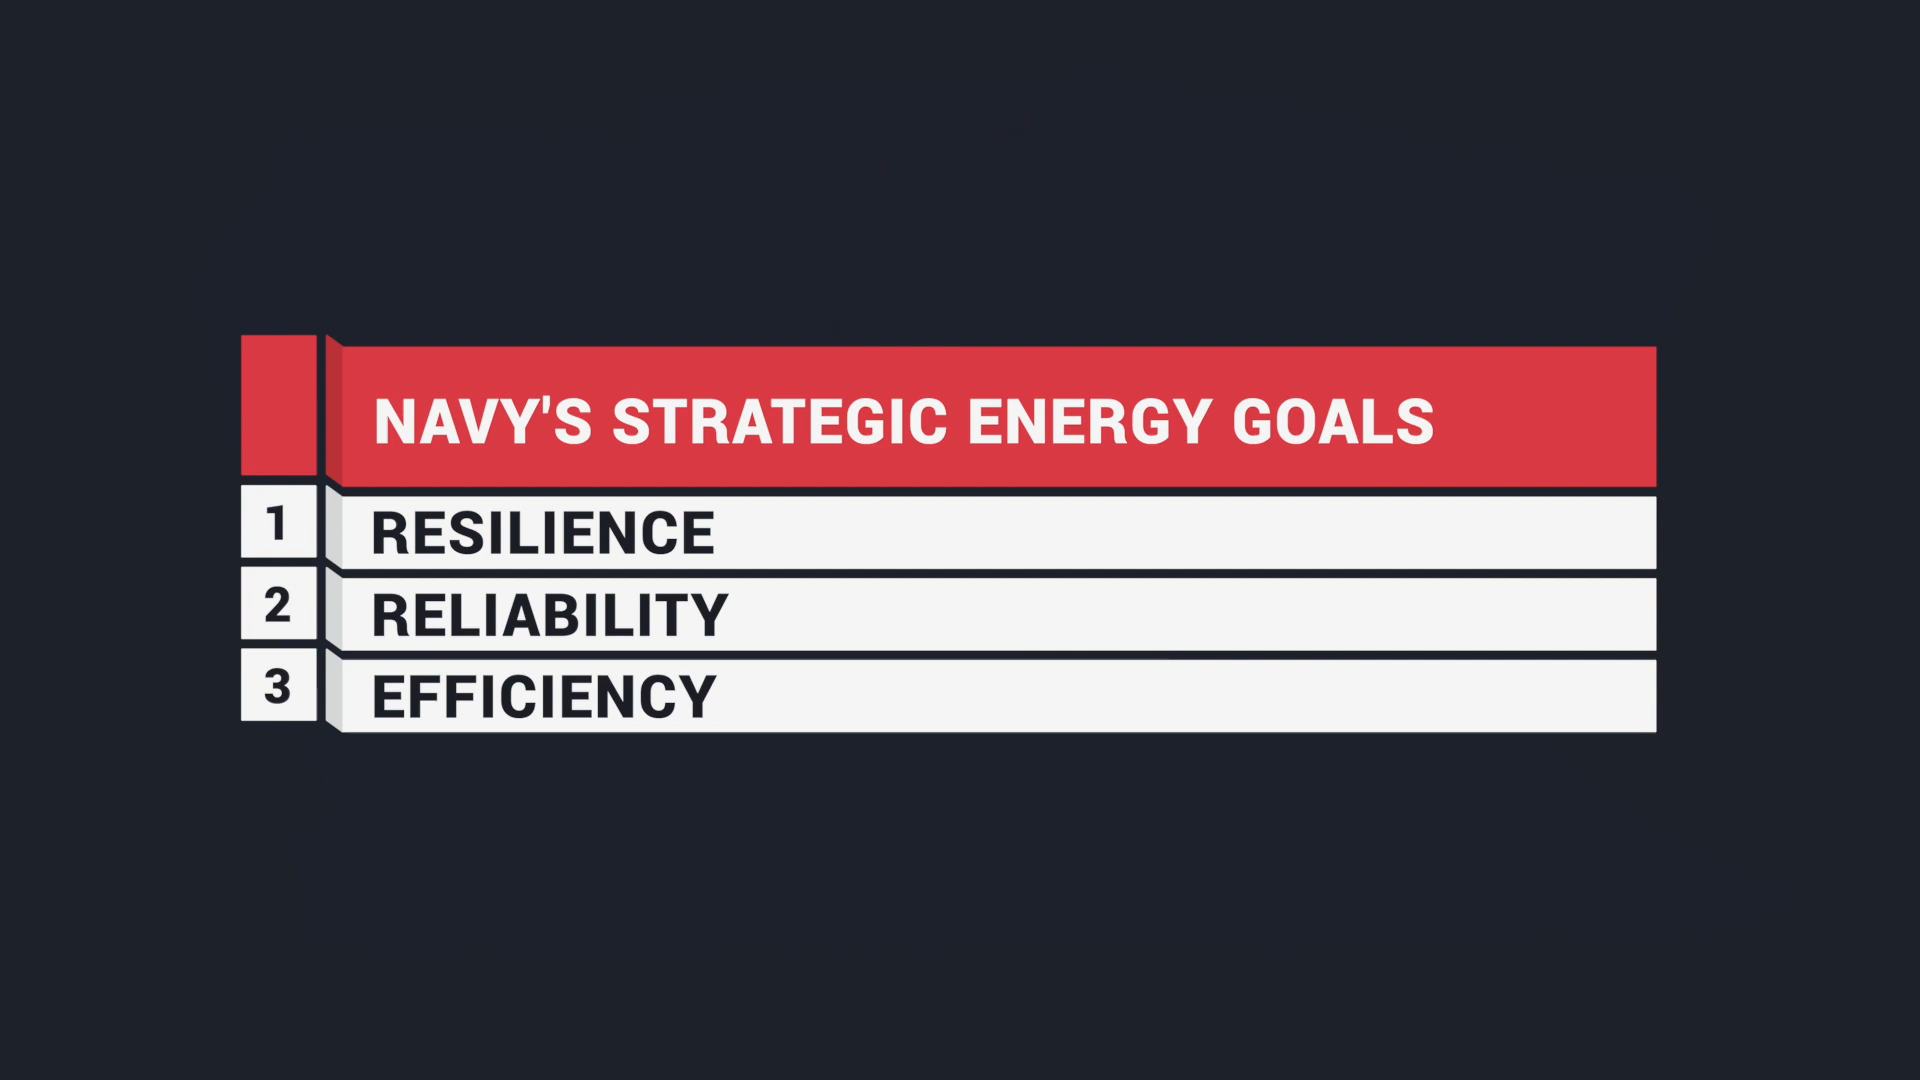 NAVY'S STRATEGIC ENERGY GOALS
1 RESILIENCE
2 RELIABILITY
3 EFFICIENCY